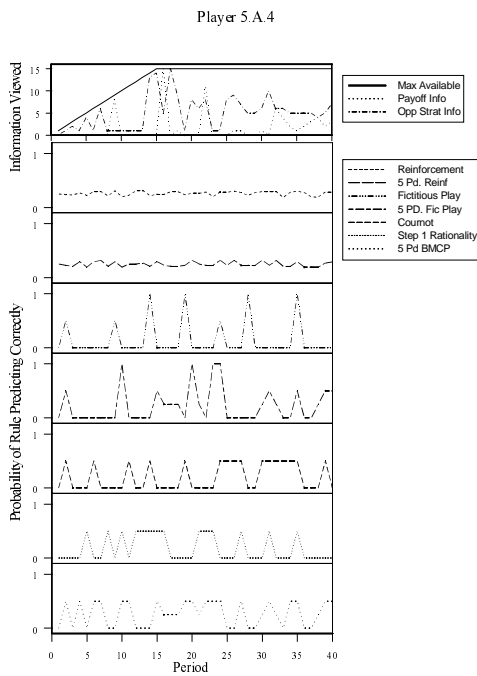 Player 5.A.4
Information Viewed
15
10
5
0
Max Available
Payoff Info
Opp Strat Info
Probability of Rule Predicting Correctly
1
0
1
0
1
0
1
0
1
0
1
0
1
0
Reinforcement
5 Pd. Reinf
Fictitious Play
5 PD. Fic Play
Cournot
Step 1 Rationality
5 Pd BMCP
0 5 10 15 20 25 30 35 40
Period